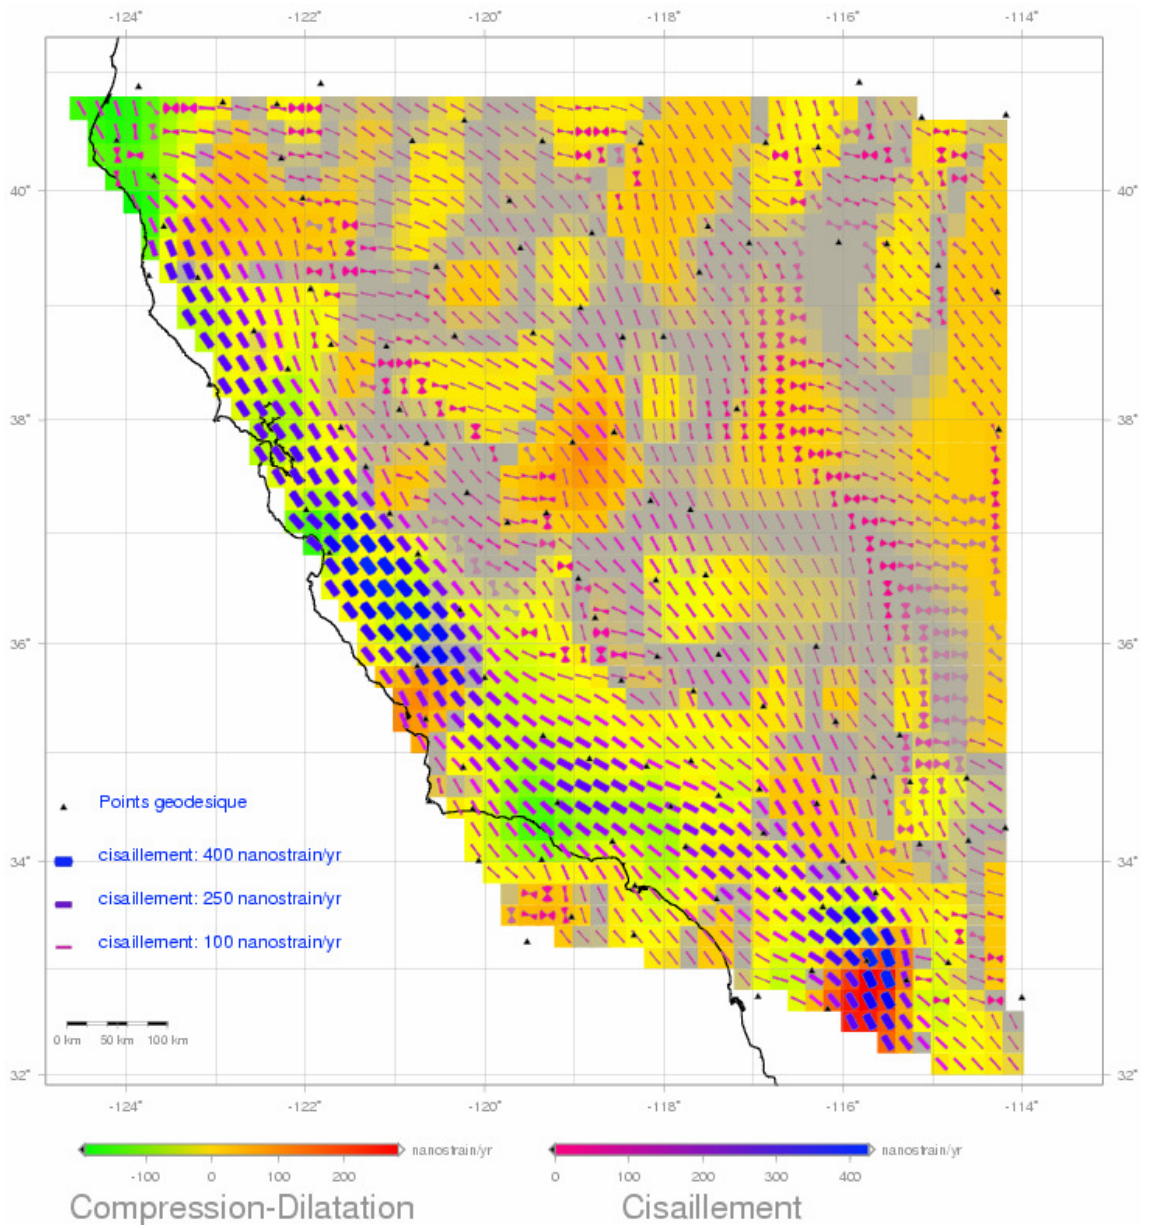 -124° -122° -120° -118° -116° -114°
40° 40°
38° 38°
36° 36°
Points geodesique
cisaillement: 400 nanostrain/yr
34° 34°
cisaillement: 250 nanostrain/yr
cisaillement: 100 nanostrain/yr
0 km 50 km 100 km
32° 32°
-124° -122° -120° -118° -116° -114°
nanostrain/yr nanostrain/yr
-100 0 100 200 0 100 200 300 400
Compression-Dilatation Cisaillement